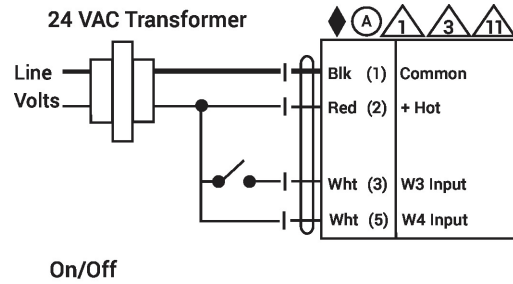 24 VAC Transformer
A 1 3 11
Line
Volts
Blk (1) Common
Red (2) + Hot
Wht (3) W3 Input
Wht (5) W4 Input
On/Off